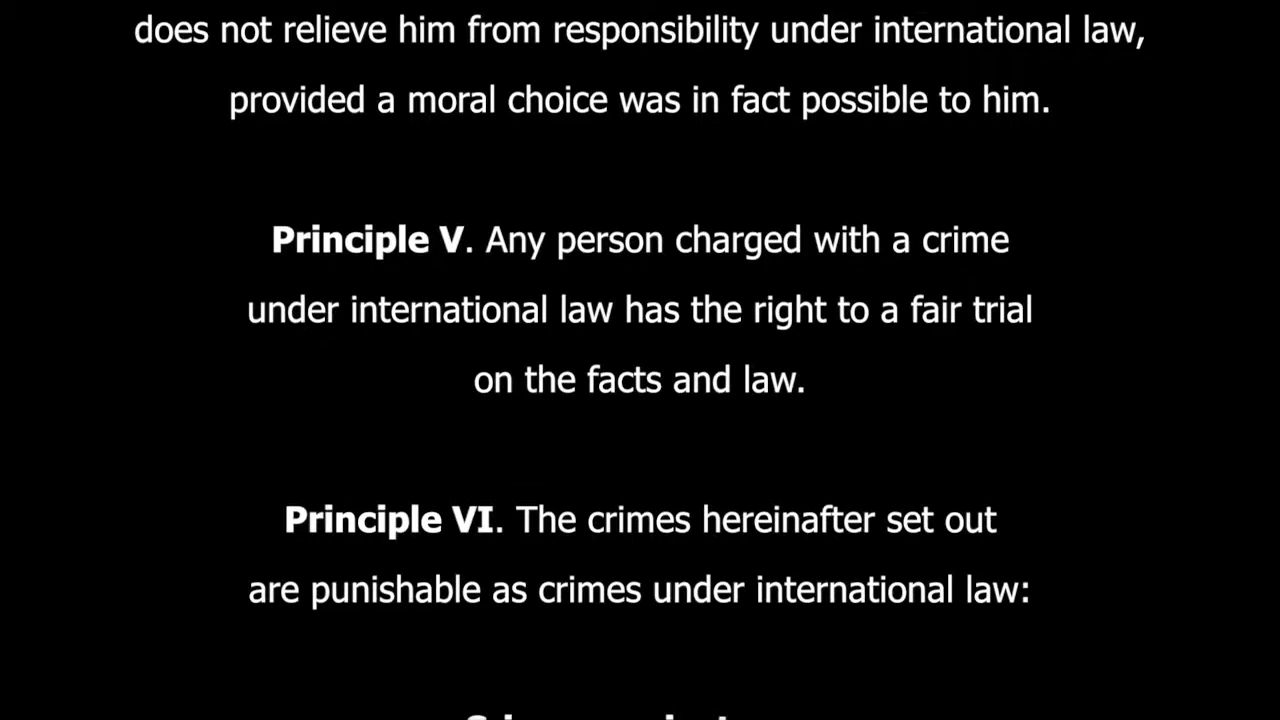 does not relieve him from responsibility under international law,
provided a moral choice was in fact possible to him.
Principle V. Any person charged with a crime
under international law has the right to a fair trial
on the facts and law.
Principle VI. The crimes hereinafter set out
are punishable as crimes under international law: